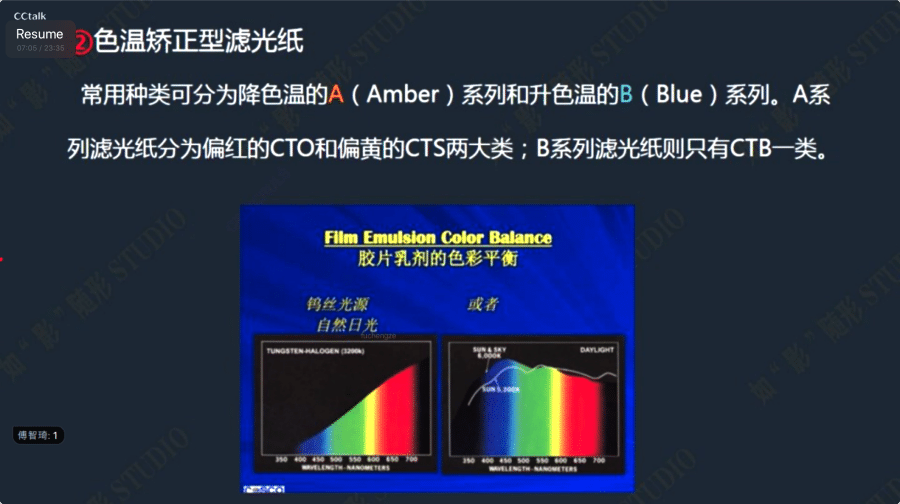 CCtalk
Resume
07:05 / 23:35
②色温矫正型滤光纸
常用种类可分为降色温的A（Amber）系列和升色温的B（Blue）系列。A系
列滤光纸分为偏红的CTO和偏黄的CTS两大类；B系列滤光纸则只有CTB一类。
Film Emulsion Color Balance
胶片乳剂的色彩平衡
钨丝光源 或者
自然日光
fuchengze
TUNGSTEN-HALOGEN (3200k)
SUN & SKY
6,000K
DAYLIGHT
SUN 5,300K
350 400 450 500 550 600 650 700
WAVELENGTH-NANOMETERS
350 400 450 500 550 600 650 700
WAVELENGTH-NANOMETERS
傅智琦: 1
如“影”随形 STUDIO